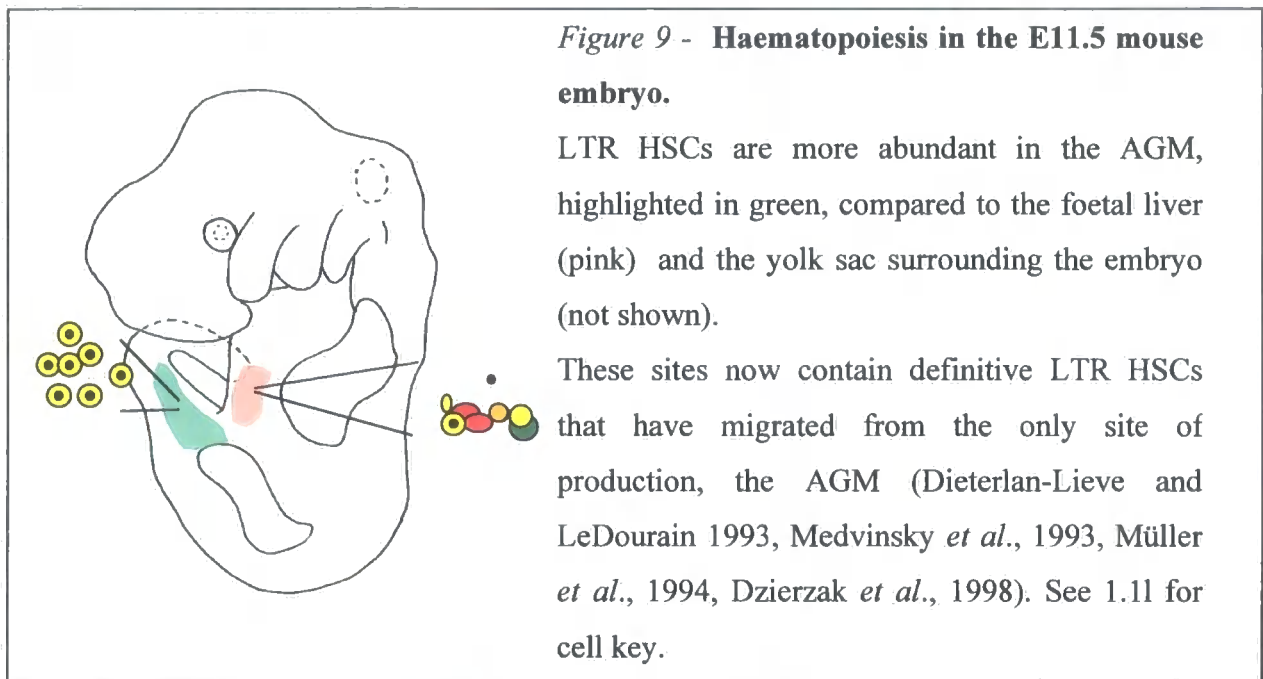 Figure 9 - Haematopoiesis in the E11.5 mouse
embryo.
LTR HSCs are more abundant in the AGM,
highlighted in green, compared to the foetal liver
(pink) and the yolk sac surrounding the embryo
(not shown).
These sites now contain definitive LTR HSCs
that have migrated from the only site of
production, the AGM (Dieterlan-Lieve and
LeDourain 1993, Medvinsky et al., 1993, Müller
et al., 1994, Dzierzak et al., 1998). See 1.1l for
cell key.